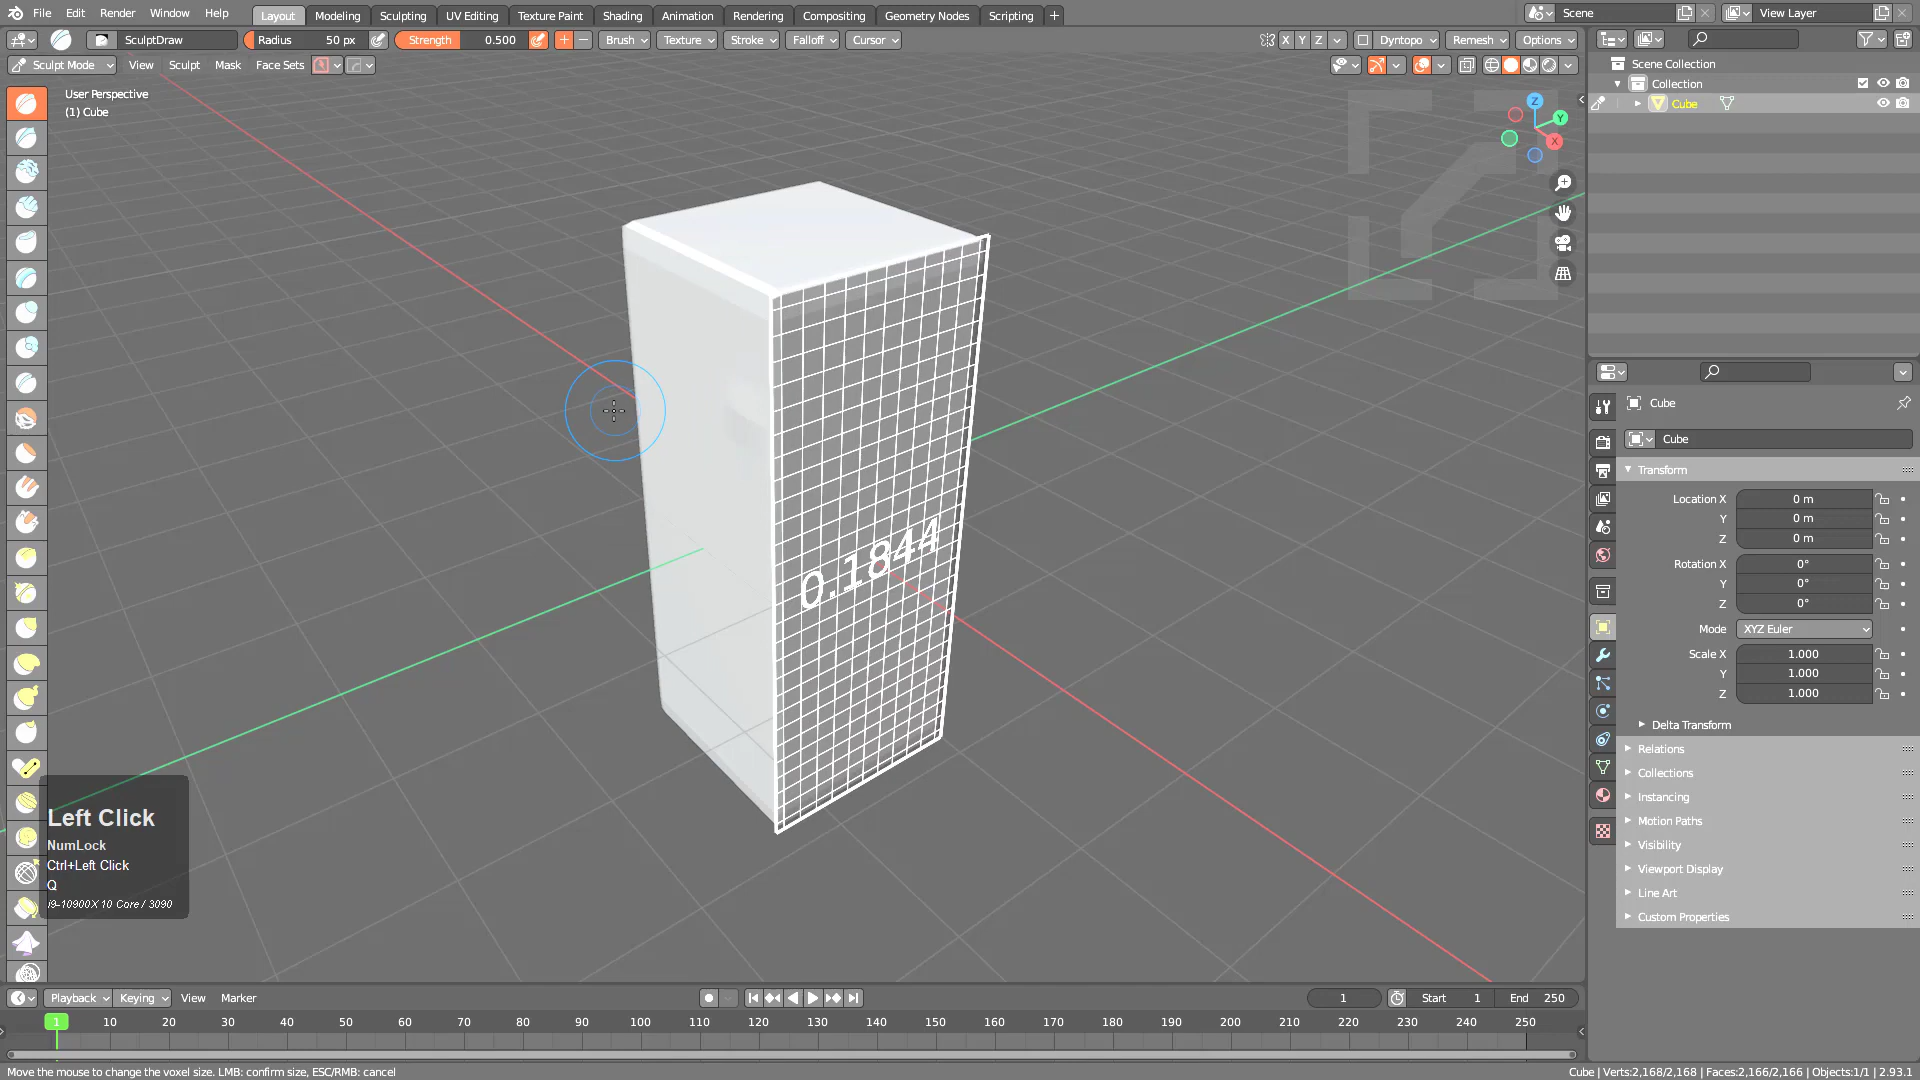 File Edit Render Window Help
Layout Modeling Sculpting UV Editing Texture Paint Shading Animation Rendering Compositing Geometry Nodes Scripting +
Scene
View Layer
SculptDraw
Radius 50 px
Strength 0.500
Brush Texture Stroke Falloff Cursor
X Y Z
Dyntopo Remesh Options
Sculpt Mode View Sculpt Mask Face Sets
User Perspective
(1) Cube
Z
Y
X
0.1844
Scene Collection
Collection
Cube
Cube
Cube
Transform
Location X 0 m
Y 0 m
Z 0 m
Rotation X 0°
Y 0°
Z 0°
Mode XYZ Euler
Scale X 1.000
Y 1.000
Z 1.000
Delta Transform
Relations
Collections
Instancing
Motion Paths
Visibility
Viewport Display
Line Art
Custom Properties
Left Click
NumLock
Ctrl+Left Click
Q
i9-10900X 10 Core / 3090
Playback Keying View Marker
1
Start 1
End 250
1 10 20 30 40 50 60 70 80 90 100 110 120 130 140 150 160 170 180 190 200 210 220 230 240 250
Move the mouse to change the voxel size. LMB: confirm size, ESC/RMB: cancel
Cube | Verts:2,168/2,168 | Faces:2,166/2,166 | Objects:1/1 | 2.93.1